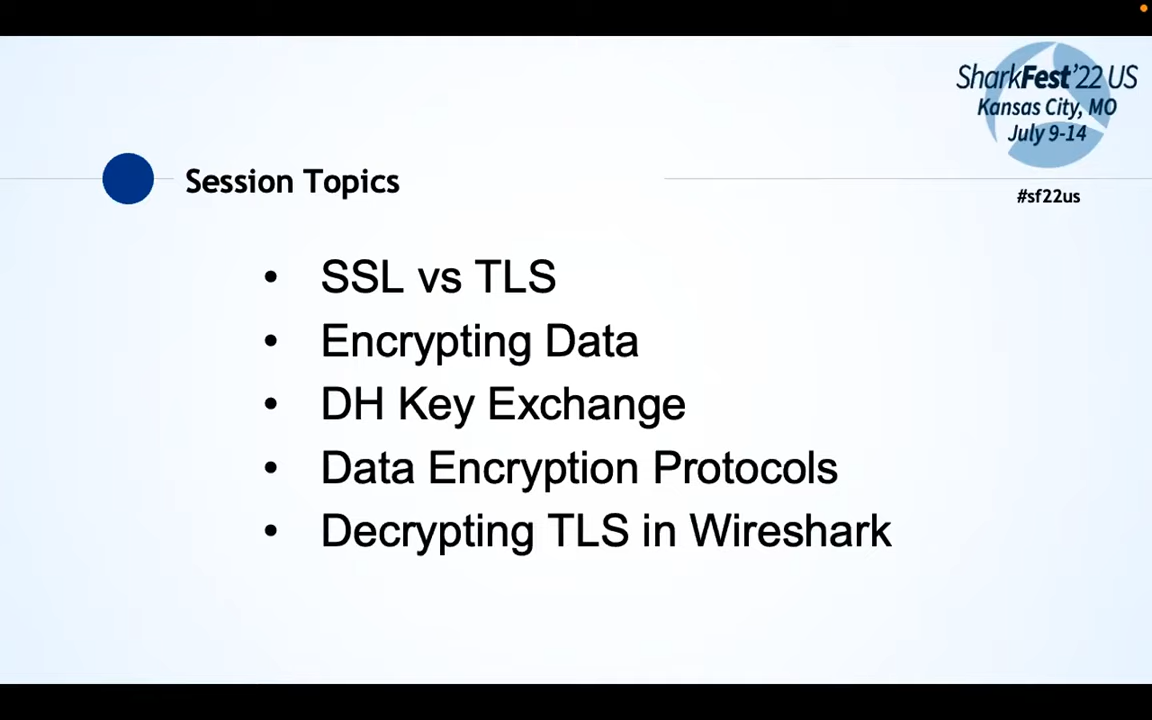 SharkFest'22 US
Kansas City, MO
July 9-14
#sf22us
Session Topics
• SSL vs TLS
• Encrypting Data
• DH Key Exchange
• Data Encryption Protocols
• Decrypting TLS in Wireshark